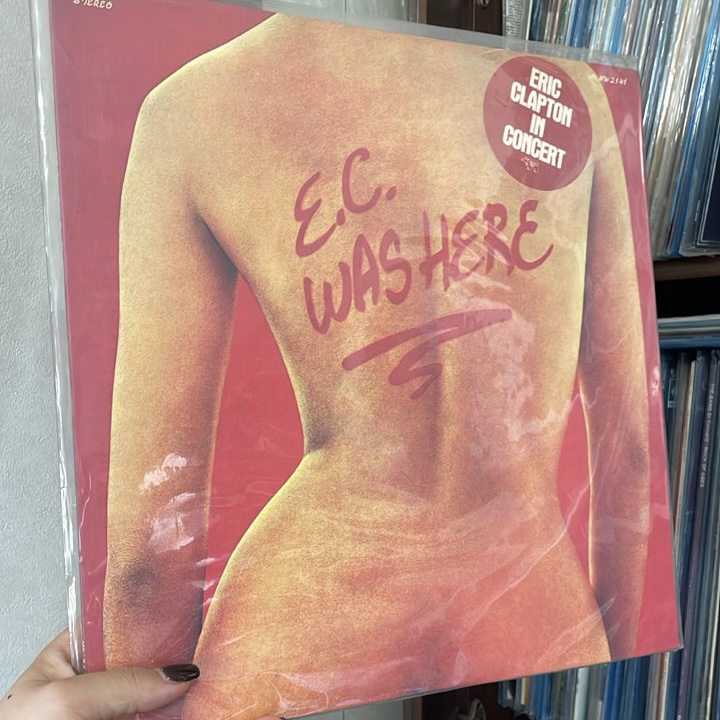 STEREO
ERIC
CLAPTON
IN
CONCERT
E.C.
WAS HERE